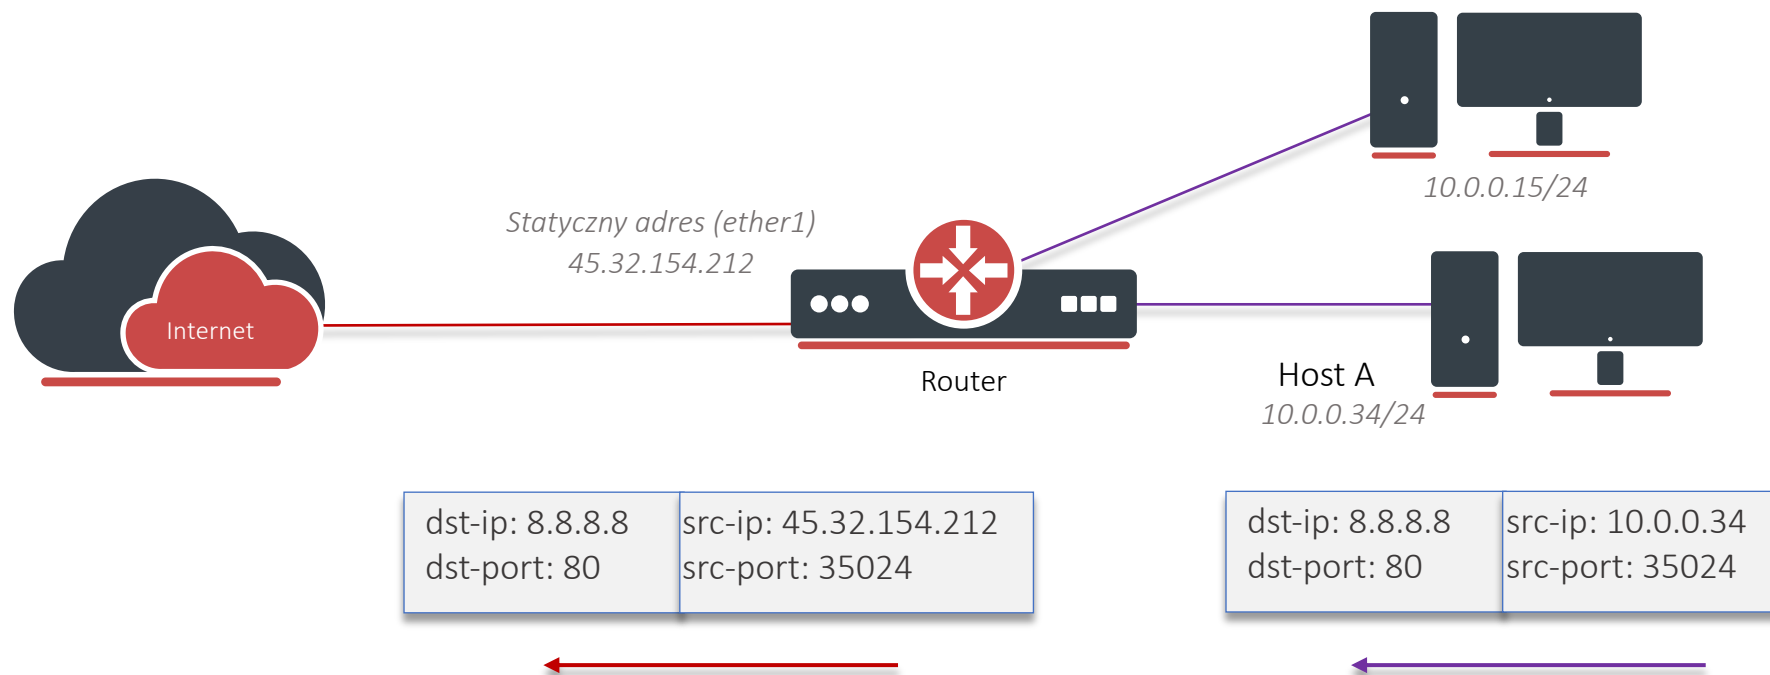 10.0.0.15/24
Statyczny adres (ether1)
45.32.154.212
Internet
Router
Host A
10.0.0.34/24
dst-ip: 8.8.8.8
dst-port: 80
src-ip: 45.32.154.212
src-port: 35024
dst-ip: 8.8.8.8
dst-port: 80
src-ip: 10.0.0.34
src-port: 35024